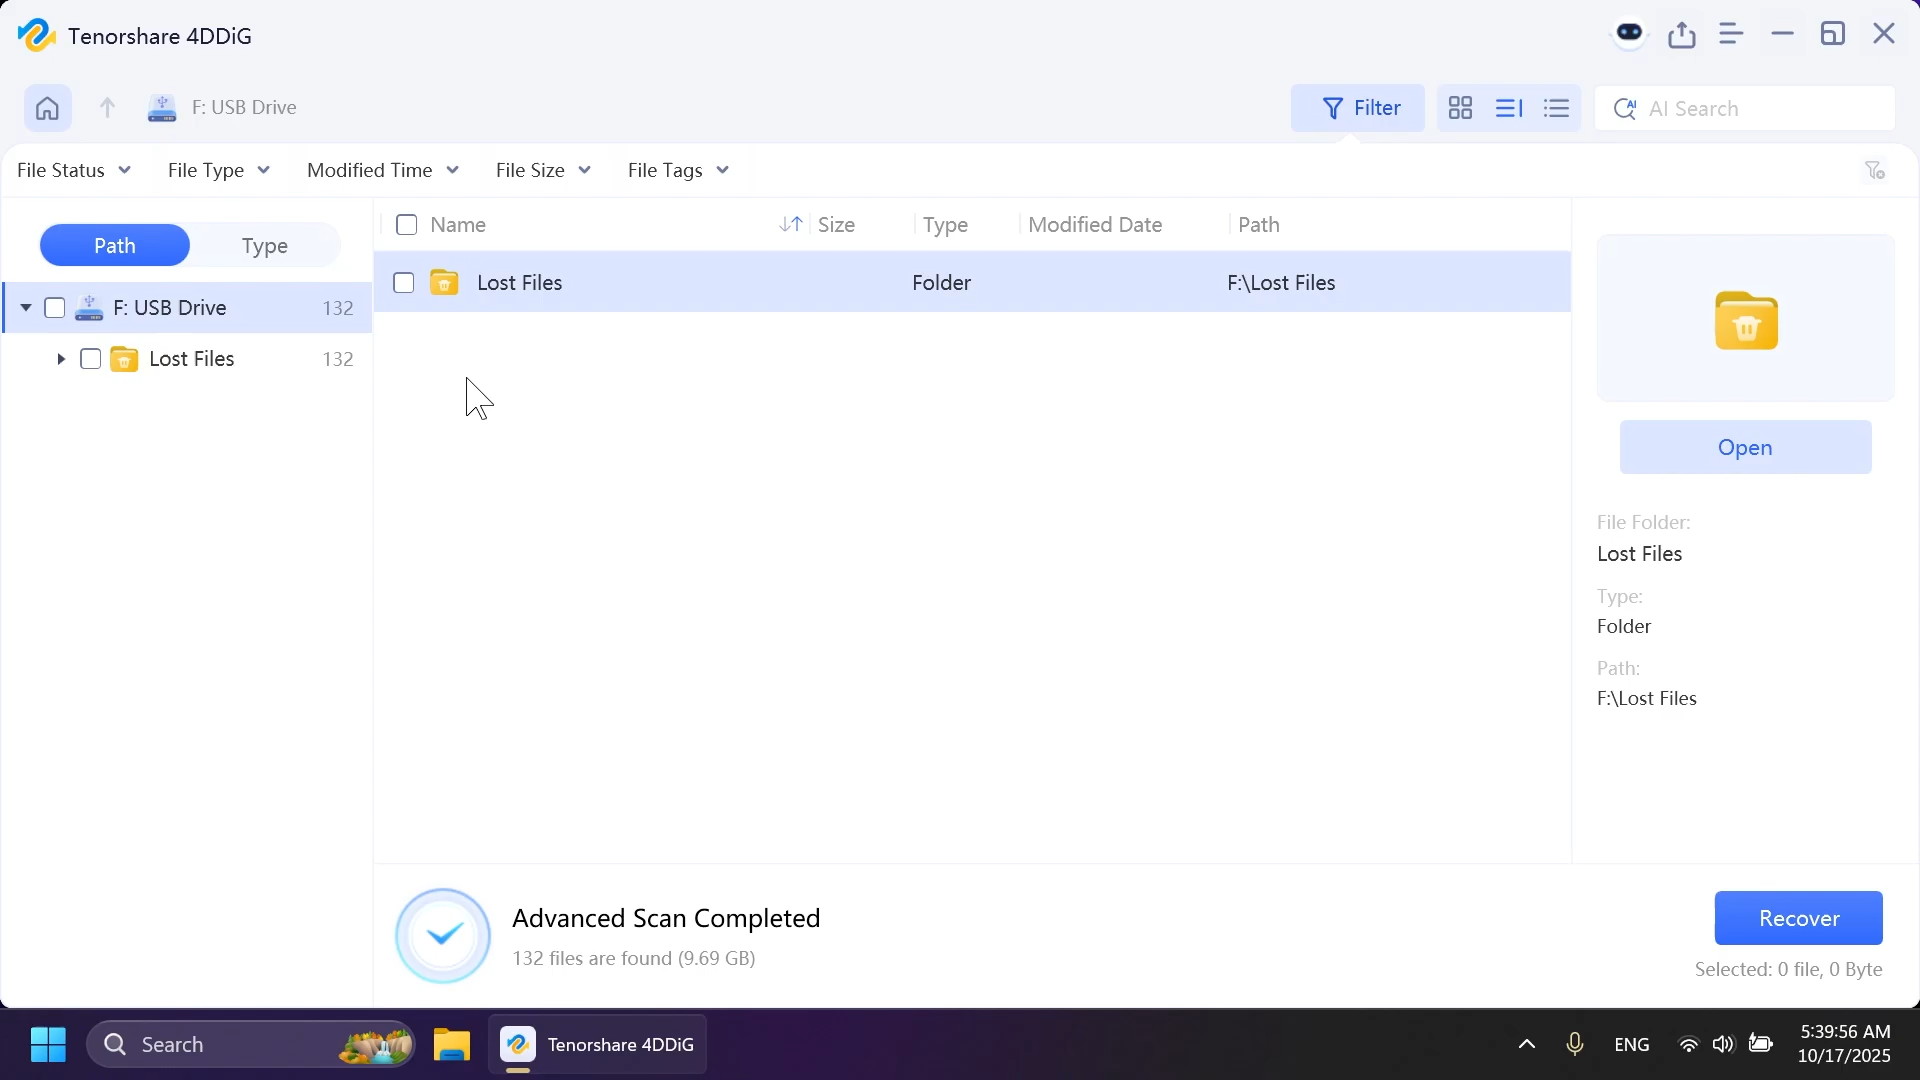 Tenorshare 4DDiG
F: USB Drive
Filter
AI Search
File Status
File Type
Modified Time
File Size
File Tags
Path
Type
Name
Size
Type
Modified Date
Path
F: USB Drive
132
Lost Files
132
Lost Files
Folder
F:\Lost Files
Open
File Folder:
Lost Files
Type:
Folder
Path:
F:\Lost Files
Advanced Scan Completed
132 files are found (9.69 GB)
Recover
Selected: 0 file, 0 Byte
Search
Tenorshare 4DDiG
ENG
5:39:56 AM
10/17/2025